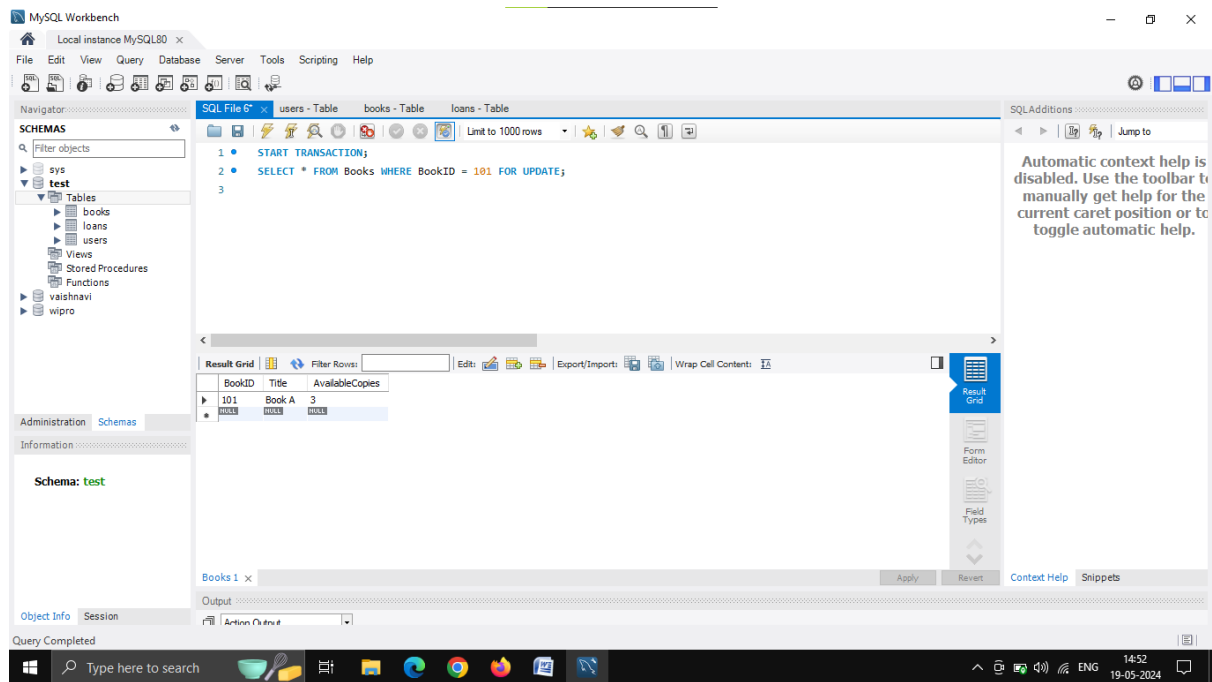 MySQL Workbench
Local instance MySQL80
File Edit View Query Database Server Tools Scripting Help
Navigator
SCHEMAS
Filter objects
sys
test
Tables
books
loans
users
Views
Stored Procedures
Functions
vaishnavi
wipro
Administration Schemas
Information
Schema: test
Object Info Session
SQL File 6* users - Table books - Table loans - Table
Limit to 1000 rows
1 START TRANSACTION;
2 SELECT * FROM Books WHERE BookID = 101 FOR UPDATE;
3
Result Grid Filter Rows: Edit: Export/Import: Wrap Cell Content:
BookID Title AvailableCopies
101 Book A 3
NULL NULL NULL
Result
Grid
Form
Editor
Field
Types
Books 1
Apply Revert
Output
Action Output
SQLAdditions
Jump to
Automatic context help is
disabled. Use the toolbar to
manually get help for the
current caret position or to
toggle automatic help.
Context Help Snippets
Query Completed
Type here to search
ENG
14:52
19-05-2024